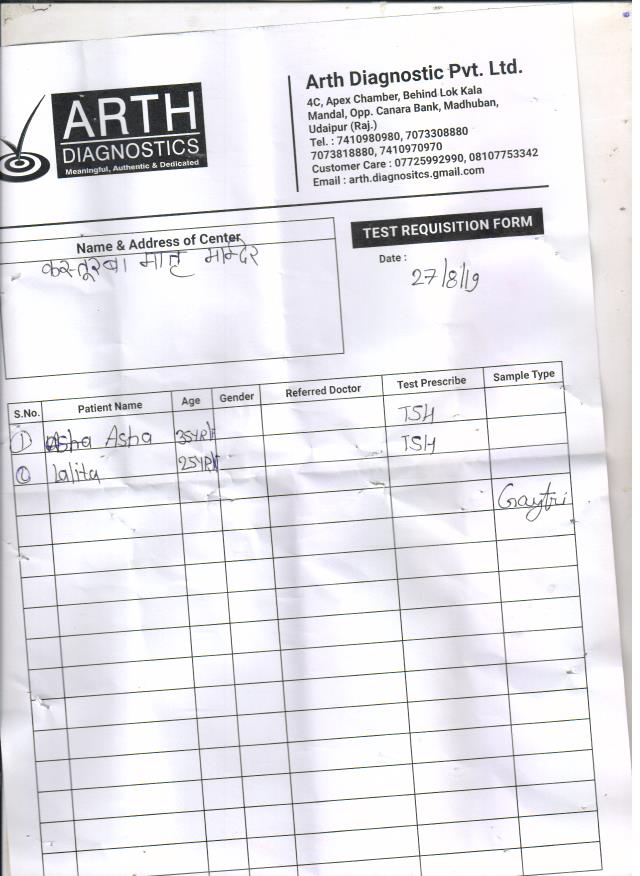 ARTH
DIAGNOSTICS
Meaningful, Authentic & Dedicated
Arth Diagnostic Pvt. Ltd.
4C, Apex Chamber, Behind Lok Kala
Mandal, Opp. Canara Bank, Madhuban,
Udaipur (Raj.)
Tel. : 7410980980, 7073308880
7073818880, 7410970970
Customer Care : 07725992990, 08107753342
Email : arth.diagnositcs.gmail.com
Name & Address of Center
कस्तूरबा मातृ मन्दिर
TEST REQUISITION FORM
Date :
27/8/19
S.No. Patient Name Age Gender Referred Doctor Test Prescribe Sample Type
1 Asha 35YR/F TSH
Lalita 25YR/F TSH
Gaytri